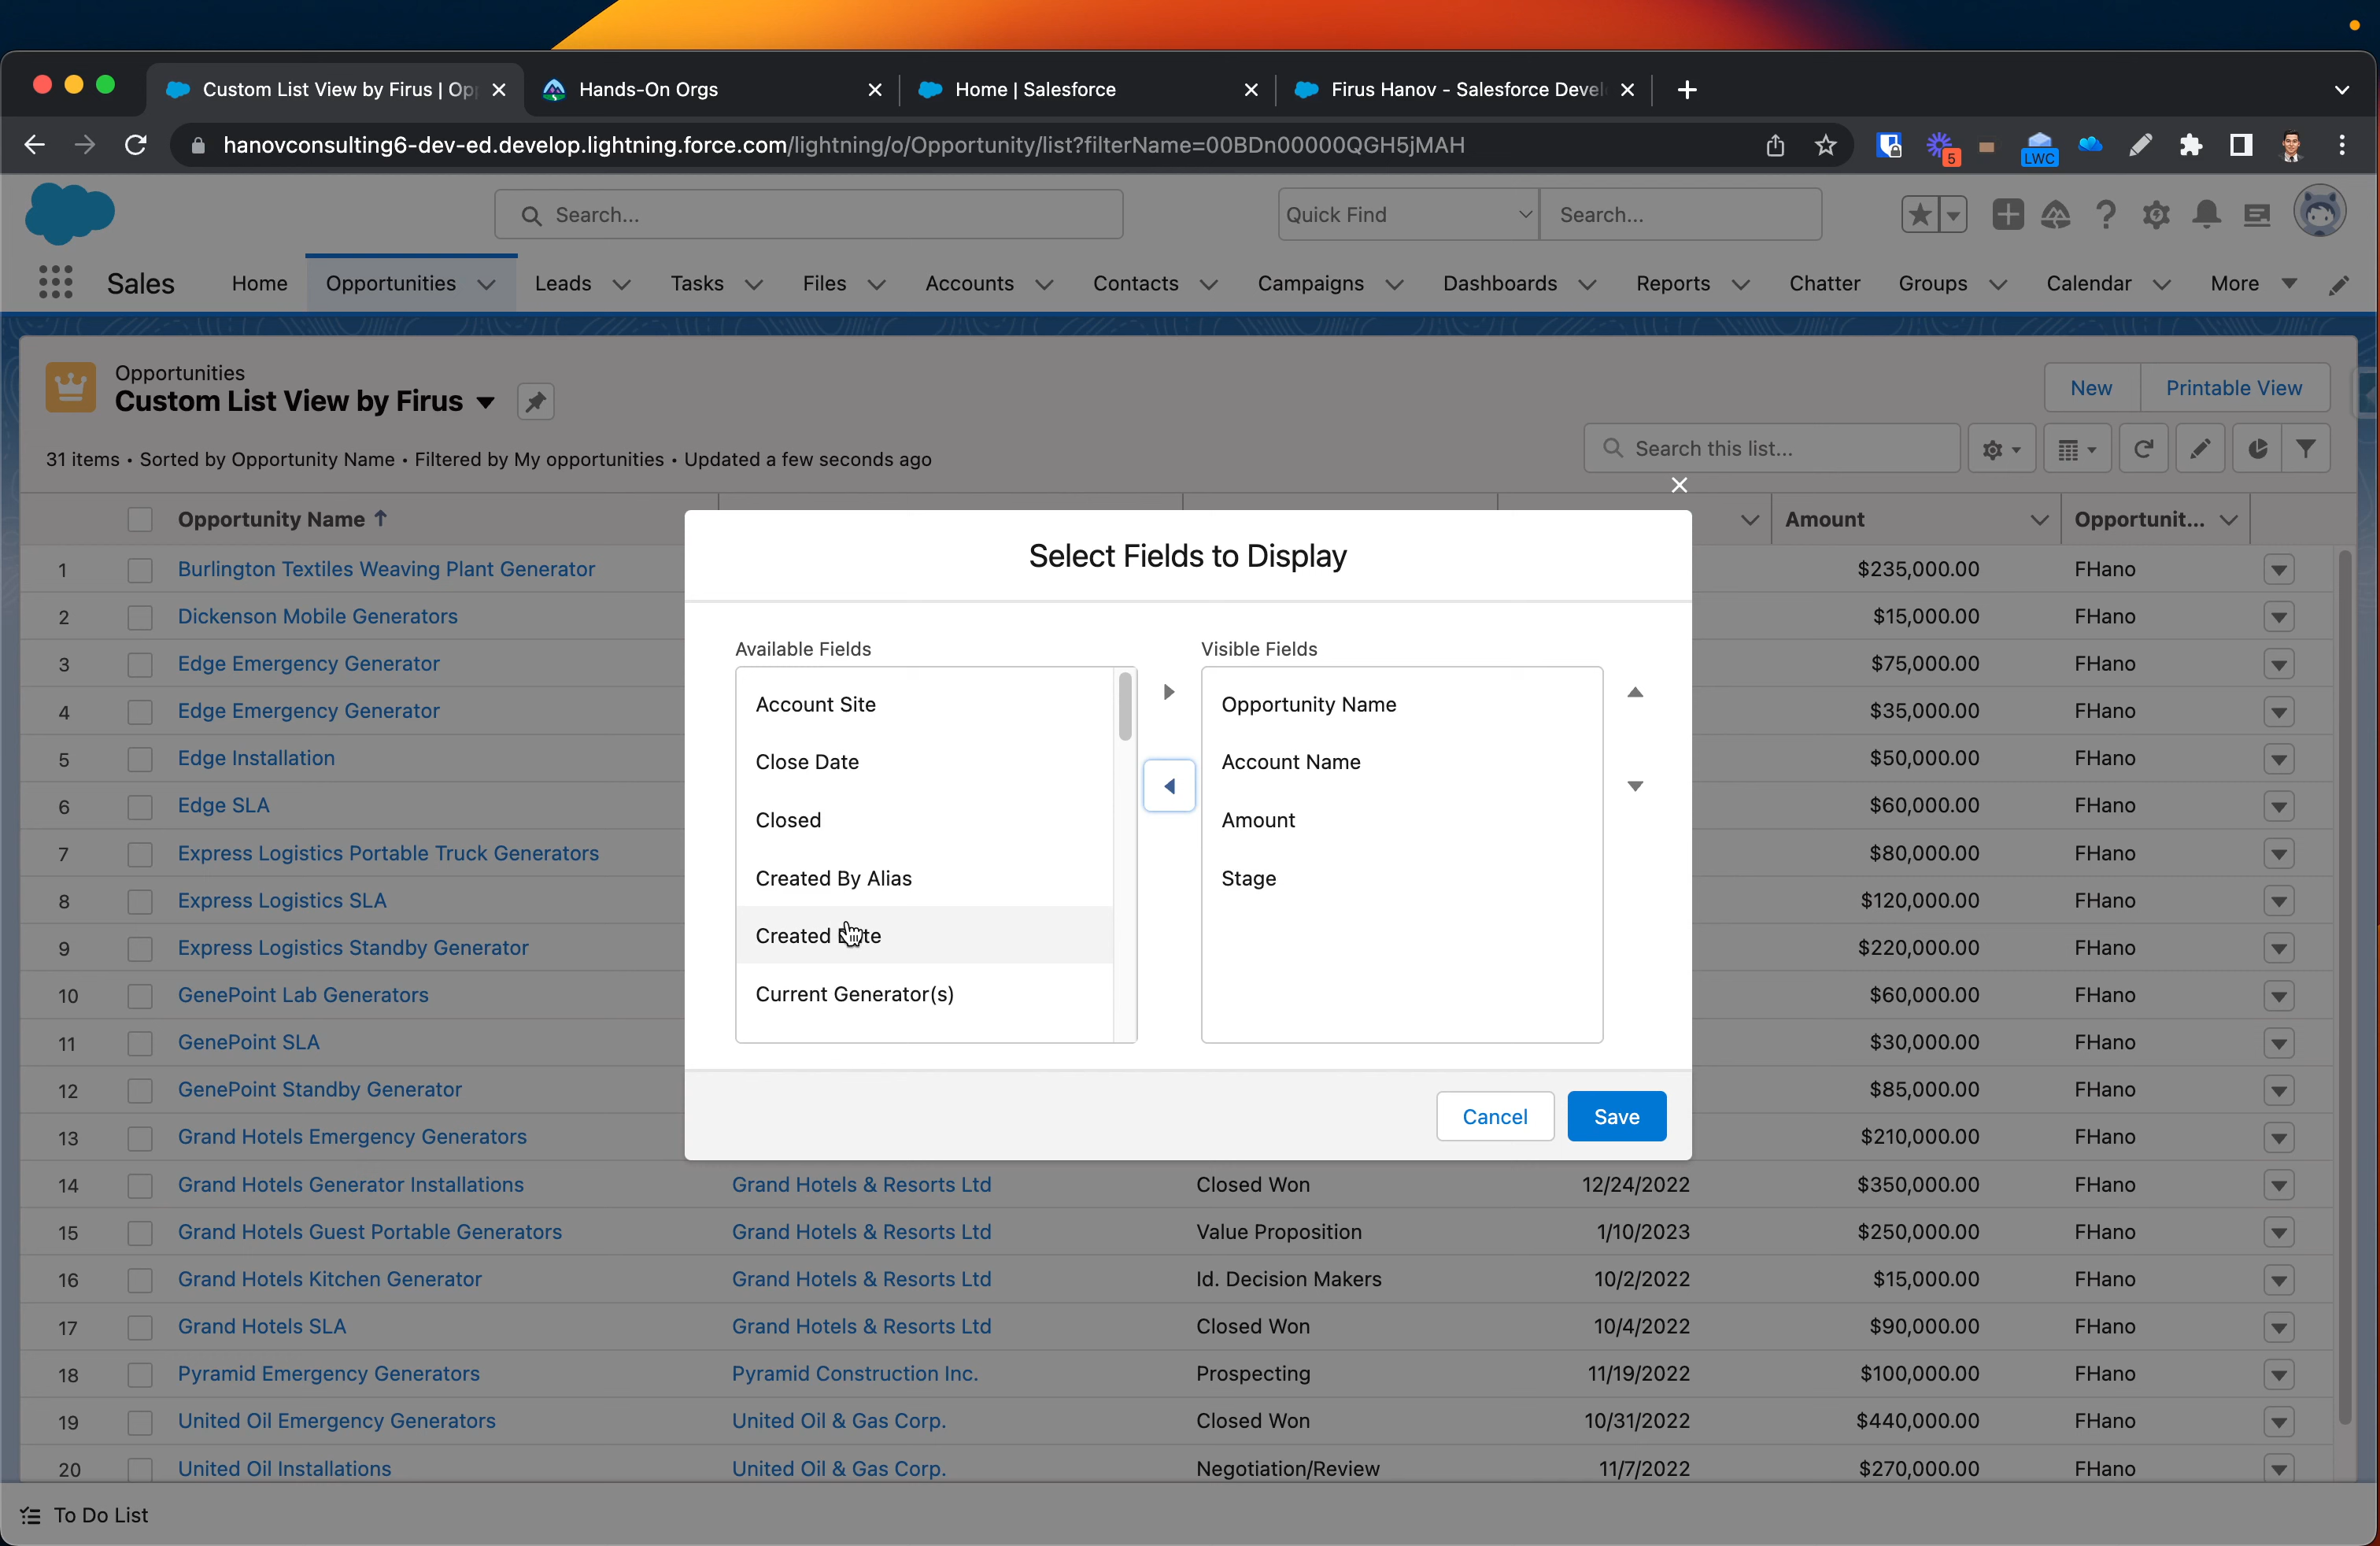 Custom List View by Firus | Opp
Hands-On Orgs
Home | Salesforce
Firus Hanov - Salesforce Devel
hanovconsulting6-dev-ed.develop.lightning.force.com/lightning/o/Opportunity/list?filterName=00BDn00000QGH5jMAH
5
LWC
Search...
Quick Find
Search...
Sales
Home
Opportunities
Leads
Tasks
Files
Accounts
Contacts
Campaigns
Dashboards
Reports
Chatter
Groups
Calendar
More
Opportunities
Custom List View by Firus
New
Printable View
31 items • Sorted by Opportunity Name • Filtered by My opportunities • Updated a few seconds ago
Search this list...
Opportunity Name
Amount
Opportunit...
1 Burlington Textiles Weaving Plant Generator $235,000.00 FHano
2 Dickenson Mobile Generators $15,000.00 FHano
3 Edge Emergency Generator $75,000.00 FHano
4 Edge Emergency Generator $35,000.00 FHano
5 Edge Installation $50,000.00 FHano
6 Edge SLA $60,000.00 FHano
7 Express Logistics Portable Truck Generators $80,000.00 FHano
8 Express Logistics SLA $120,000.00 FHano
9 Express Logistics Standby Generator $220,000.00 FHano
10 GenePoint Lab Generators $60,000.00 FHano
11 GenePoint SLA $30,000.00 FHano
12 GenePoint Standby Generator $85,000.00 FHano
13 Grand Hotels Emergency Generators $210,000.00 FHano
14 Grand Hotels Generator Installations Grand Hotels & Resorts Ltd Closed Won 12/24/2022 $350,000.00 FHano
15 Grand Hotels Guest Portable Generators Grand Hotels & Resorts Ltd Value Proposition 1/10/2023 $250,000.00 FHano
16 Grand Hotels Kitchen Generator Grand Hotels & Resorts Ltd Id. Decision Makers 10/2/2022 $15,000.00 FHano
17 Grand Hotels SLA Grand Hotels & Resorts Ltd Closed Won 10/4/2022 $90,000.00 FHano
18 Pyramid Emergency Generators Pyramid Construction Inc. Prospecting 11/19/2022 $100,000.00 FHano
19 United Oil Emergency Generators United Oil & Gas Corp. Closed Won 10/31/2022 $440,000.00 FHano
20 United Oil Installations United Oil & Gas Corp. Negotiation/Review 11/7/2022 $270,000.00 FHano
Select Fields to Display
Available Fields
Account Site
Close Date
Closed
Created By Alias
Created Date
Current Generator(s)
Visible Fields
Opportunity Name
Account Name
Amount
Stage
Cancel
Save
To Do List